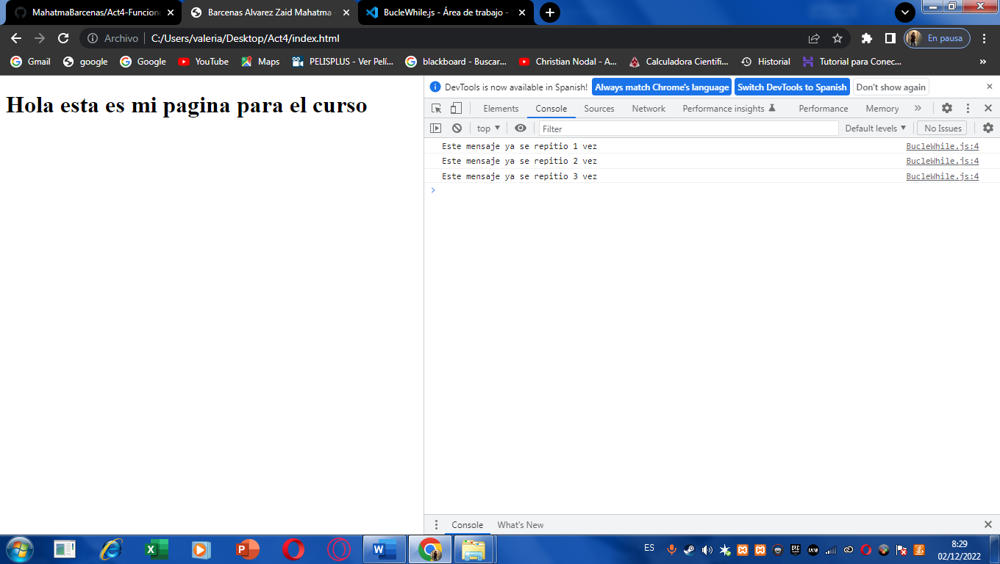 MahatmaBarcenas/Act4-Funcion
Barcenas Alvarez Zaid Mahatma -
BucleWhile.js - Área de trabajo -
Archivo C:/Users/valeria/Desktop/Act4/index.html En pausa
Gmail google Google YouTube Maps PELISPLUS - Ver Pelí... blackboard - Buscar... Christian Nodal - A... Calculadora Cientifi... Historial Tutorial para Conec... »
Hola esta es mi pagina para el curso
DevTools is now available in Spanish! Always match Chrome's language Switch DevTools to Spanish Don't show again
Elements Console Sources Network Performance insights Performance Memory »
top Filter Default levels No Issues
Este mensaje ya se repitio 1 vez BucleWhile.js:4
Este mensaje ya se repitio 2 vez BucleWhile.js:4
Este mensaje ya se repitio 3 vez BucleWhile.js:4
Console What's New
ES 8:29
02/12/2022